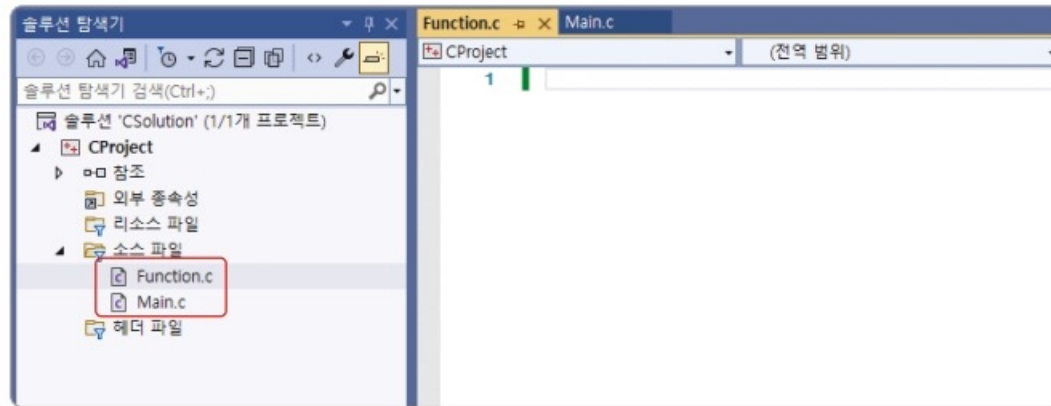 솔루션 탐색기
솔루션 탐색기 검색(Ctrl+;)
솔루션 'CSolution' (1/1개 프로젝트)
CProject
참조
외부 종속성
리소스 파일
소스 파일
Function.c
Main.c
헤더 파일
Function.c Main.c
CProject (전역 범위)
1